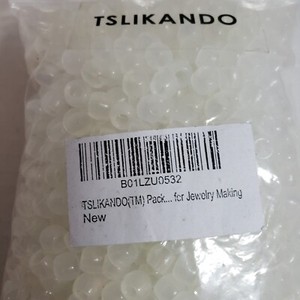 TSLIKANDO
B01LZU0532
TSLIKANDO(TM) Pack... for Jewelry Making
New